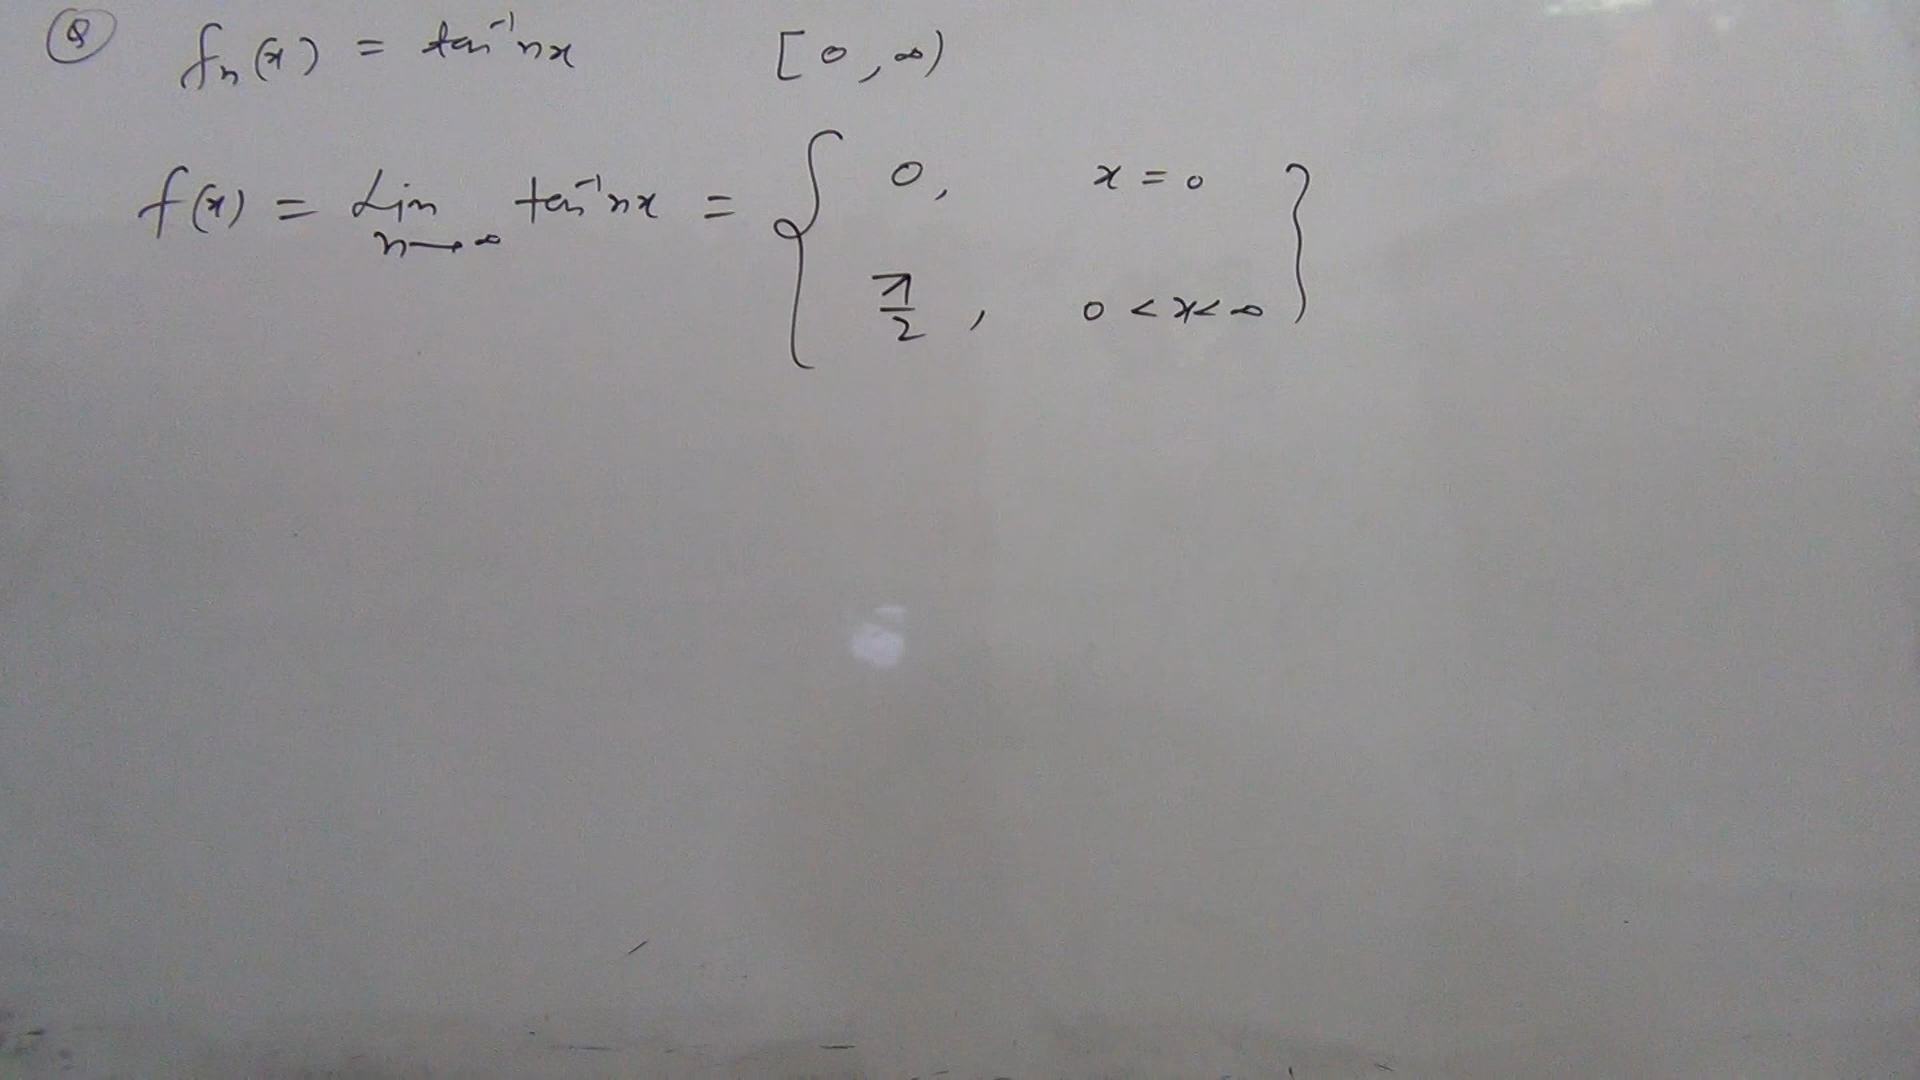 Q fn(x) = tan⁻¹nx [0,∞)
f(x) = Lim n→∞ tan⁻¹nx = { 0, x = 0
π/2, 0 < x < ∞ }